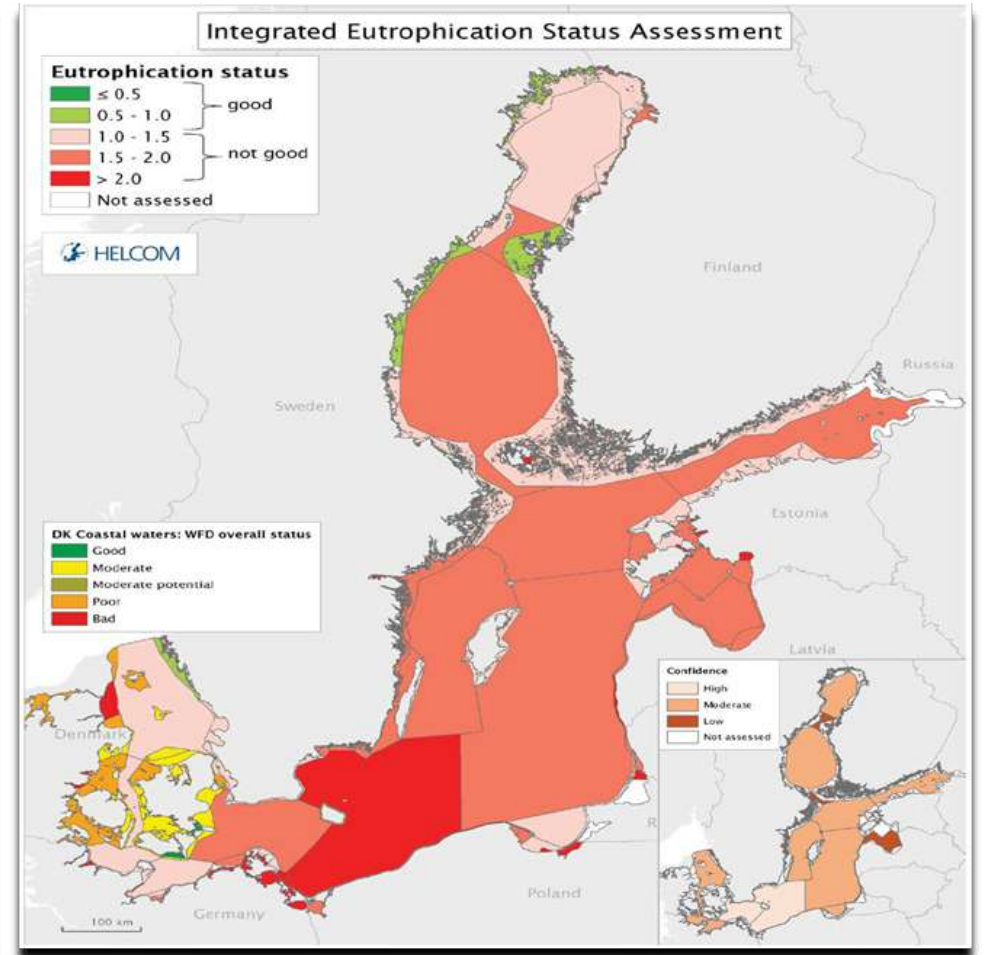 Integrated Eutrophication Status Assessment
Eutrophication status
≤ 0.5
0.5 - 1.0
good
1.0 - 1.5
1.5 - 2.0
not good
> 2.0
Not assessed
HELCOM
Finland
Russia
Sweden
Estonia
DK Coastal waters: WFD overall status
Good
Moderate
Moderate potential
Poor
Bad
Latvia
Confidence
High
Moderate
Low
Not assessed
Denmark
R
Poland
Germany
100 km